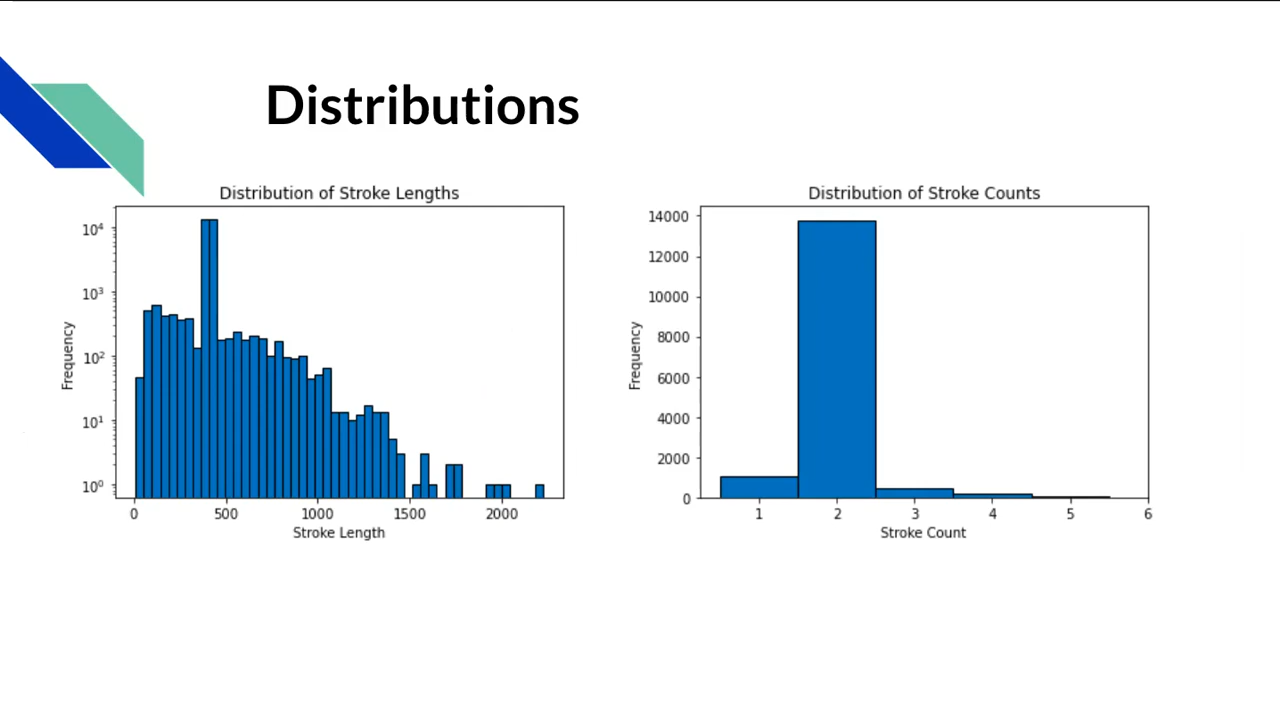 Distributions
Distribution of Stroke Lengths
10⁴
10³
10²
10¹
10⁰
Frequency
0 500 1000 1500 2000
Stroke Length
Distribution of Stroke Counts
14000
12000
10000
8000
6000
4000
2000
0
Frequency
1 2 3 4 5 6
Stroke Count